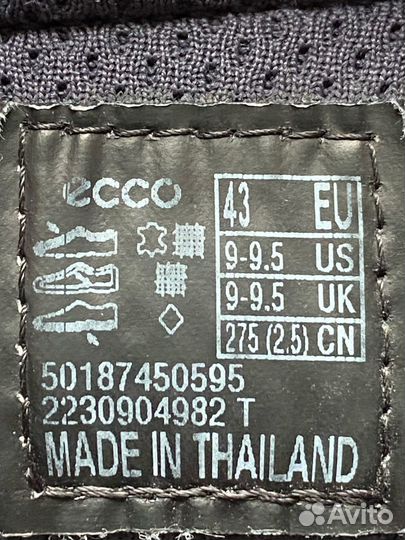 ecco
43 EU
9-9.5 US
9-9.5 UK
275 (2.5) CN
50187450595
2230904982 T
MADE IN THAILAND
Avito